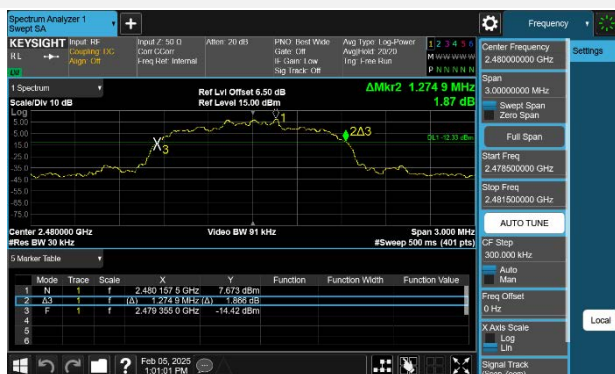 Spectrum Analyzer 1
Swept SA
Frequency
KEYSIGHT
RL
Input: RF
Coupling: DC
Align: Off
Input Z: 50 Ω
Corr CCorr
Freq Ref: Internal
Atten: 20 dB
PNO: Best Wide
Gate: Off
IF Gain: Low
Sig Track: Off
Avg Type: Log-Power
Avg|Hold: 20/20
Trig: Free Run
1 2 3 4 5 6
M W W W W W
P N N N N N
1 Spectrum
Scale/Div 10 dB
Ref Lvl Offset 6.50 dB
Ref Level 15.00 dBm
ΔMkr2 1.274 9 MHz
1.87 dB
Log
5.00
-5.00
-15.0
-25.0
-35.0
-45.0
-55.0
-65.0
-75.0
1
2Δ3
3
DL1 -12.33 dBm
Center 2.480000 GHz
#Res BW 30 kHz
Video BW 91 kHz
Span 3.000 MHz
#Sweep 500 ms (401 pts)
5 Marker Table
Mode Trace Scale X Y Function Function Width Function Value
1 N 1 f 2.480 157 5 GHz 7.673 dBm
2 Δ3 1 f (Δ) 1.274 9 MHz (Δ) 1.866 dB
3 F 1 f 2.479 355 0 GHz -14.42 dBm
4
5
6
Feb 05, 2025
1:01:01 PM
Center Frequency
2.480000000 GHz
Settings
Span
3.00000000 MHz
Swept Span
Zero Span
Full Span
Start Freq
2.478500000 GHz
Stop Freq
2.481500000 GHz
AUTO TUNE
CF Step
300.000 kHz
Auto
Man
Freq Offset
0 Hz
X Axis Scale
Log
Lin
Local
Signal Track
(Span Zoom)